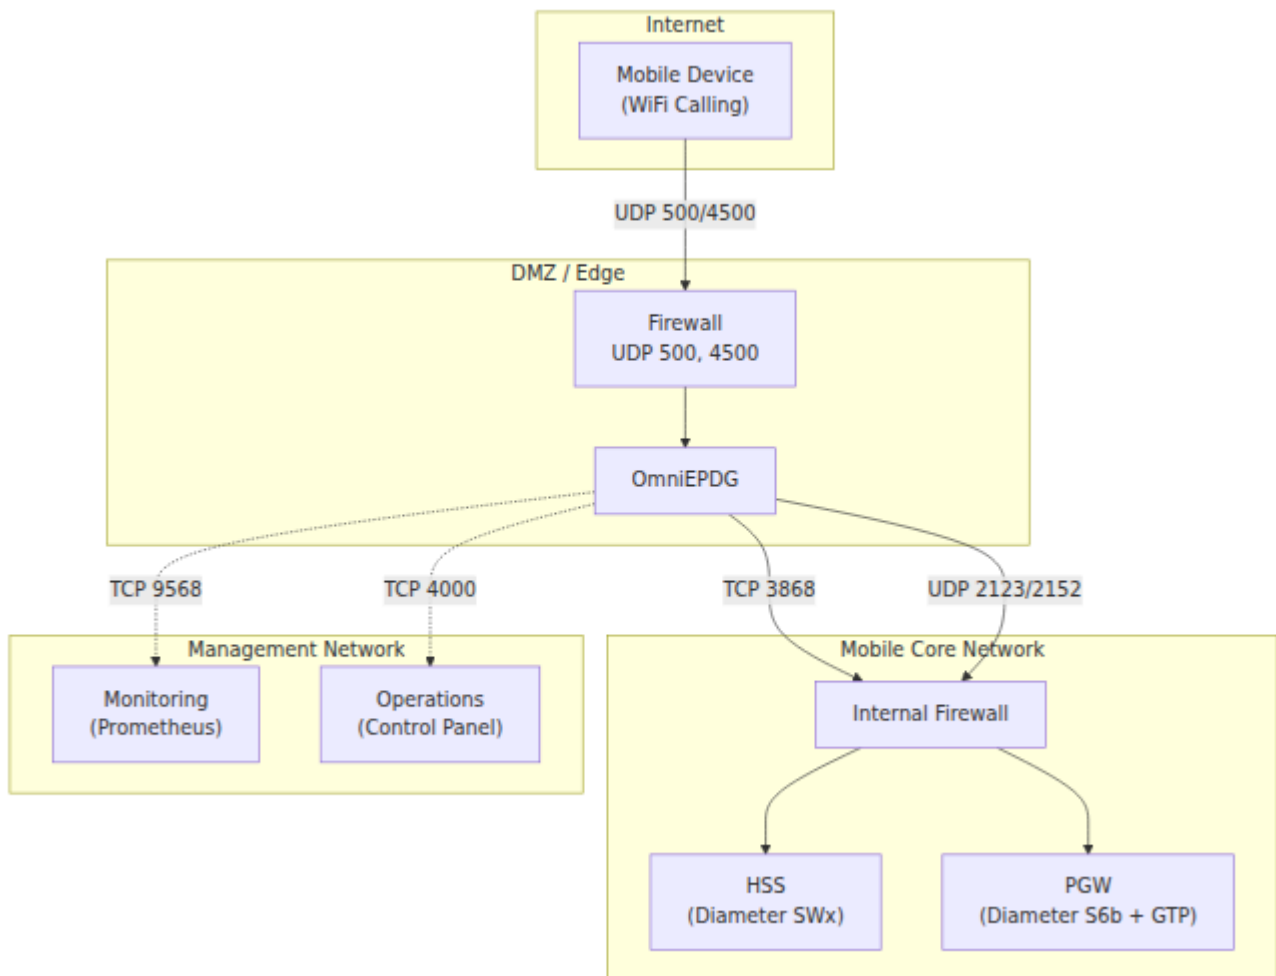 Internet
Mobile Device
(WiFi Calling)
UDP 500/4500
DMZ / Edge
Firewall
UDP 500, 4500
OmniEPDG
TCP 9568
TCP 4000
TCP 3868
UDP 2123/2152
Management Network
Monitoring
(Prometheus)
Operations
(Control Panel)
Mobile Core Network
Internal Firewall
HSS
(Diameter SWx)
PGW
(Diameter S6b + GTP)